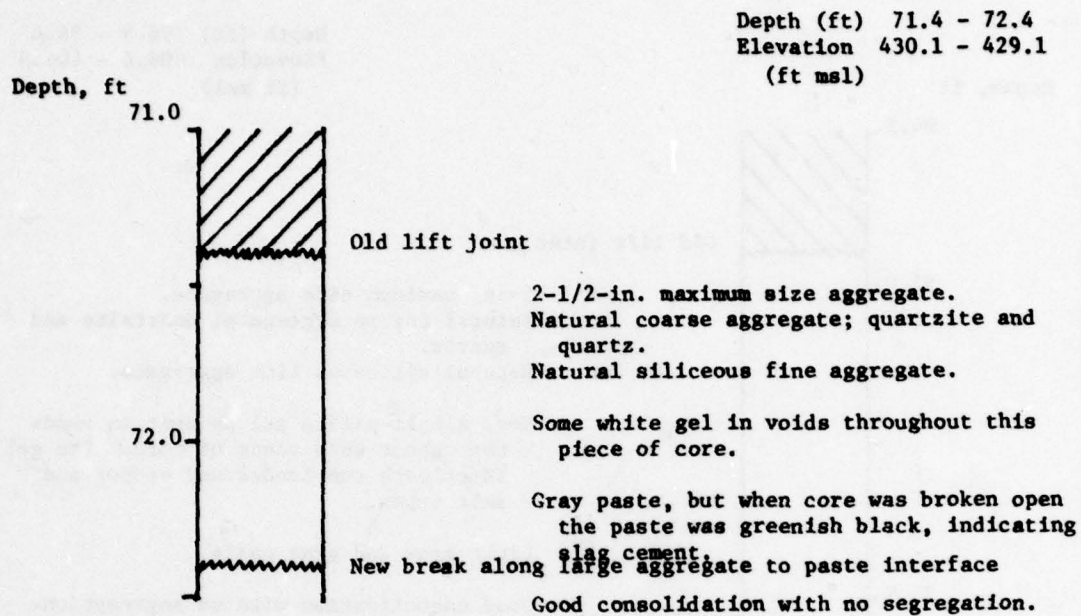 Depth (ft) 71.4 - 72.4
Elevation 430.1 - 429.1
(ft msl)
Depth, ft
71.0
Old lift joint
2-1/2-in. maximum size aggregate.
Natural coarse aggregate; quartzite and
quartz.
Natural siliceous fine aggregate.
Some white gel in voids throughout this
piece of core.
72.0
Gray paste, but when core was broken open
the paste was greenish black, indicating
slag cement.
New break along large aggregate to paste interface
Good consolidation with no segregation.